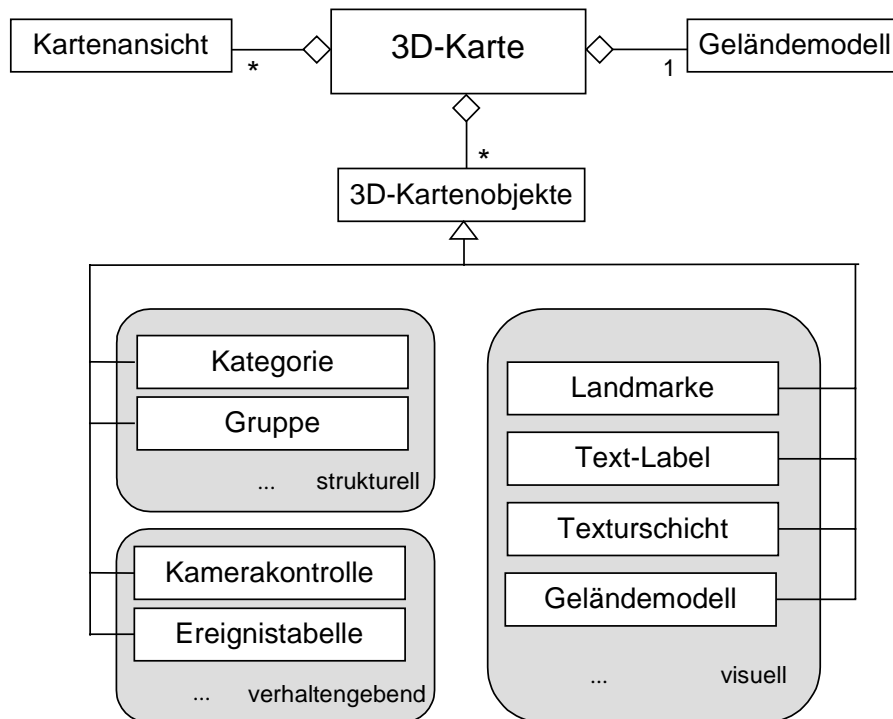 Kartenansicht
*
3D-Karte
1
Geländemodell
*
3D-Kartenobjekte
Kategorie
Gruppe
... strukturell
Kamerakontrolle
Ereignistabelle
... verhaltengebend
Landmarke
Text-Label
Texturschicht
Geländemodell
... visuell